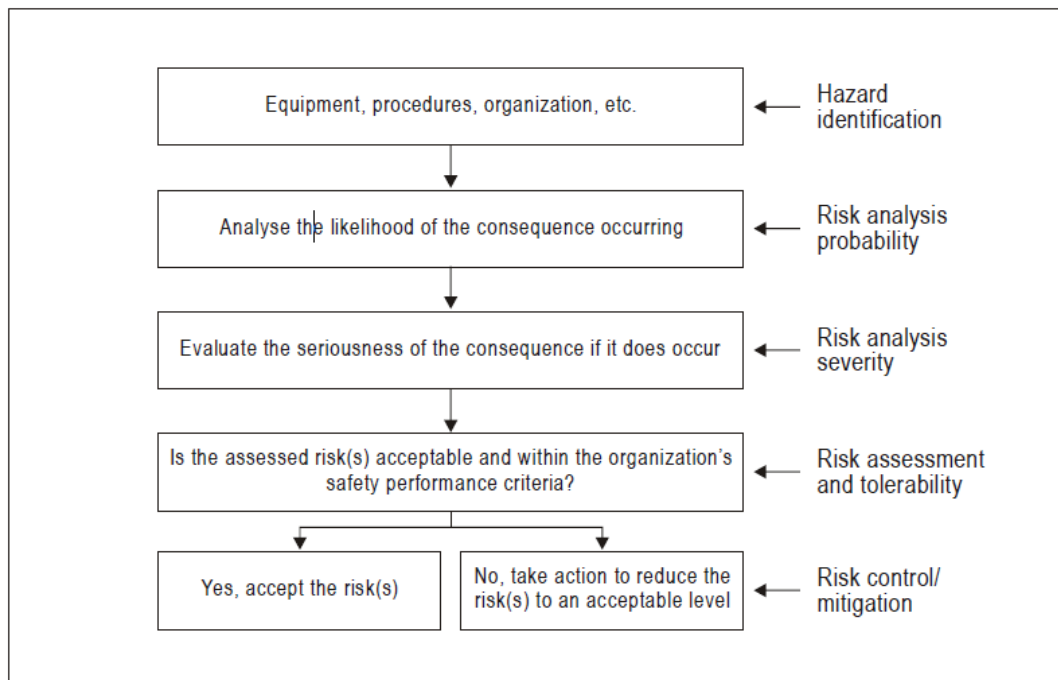 Equipment, procedures, organization, etc.
Hazard
identification
Analyse the likelihood of the consequence occurring
Risk analysis
probability
Evaluate the seriousness of the consequence if it does occur
Risk analysis
severity
Is the assessed risk(s) acceptable and within the organization's
safety performance criteria?
Risk assessment
and tolerability
Yes, accept the risk(s)
No, take action to reduce the
risk(s) to an acceptable level
Risk control/
mitigation